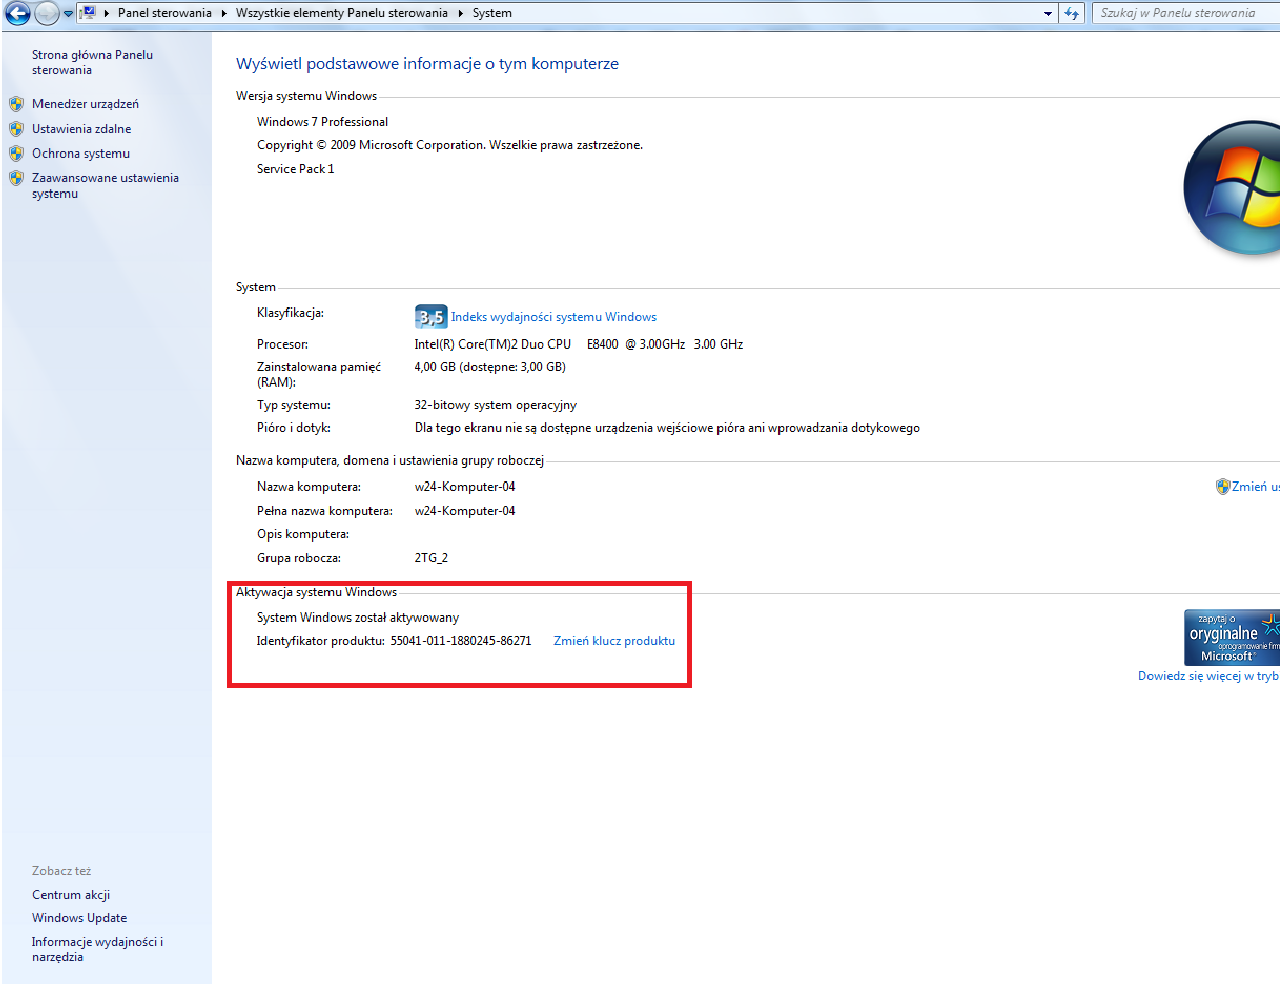 Panel sterowania Wszystkie elementy Panelu sterowania System
Szukaj w Panelu sterowania
Strona główna Panelu
sterowania
Menedżer urządzeń
Ustawienia zdalne
Ochrona systemu
Zaawansowane ustawienia
systemu
Wyświetl podstawowe informacje o tym komputerze
Wersja systemu Windows
Windows 7 Professional
Copyright © 2009 Microsoft Corporation. Wszelkie prawa zastrzeżone.
Service Pack 1
System
Klasyfikacja: 3,5 Indeks wydajności systemu Windows
Procesor: Intel(R) Core(TM)2 Duo CPU E8400 @ 3.00GHz 3.00 GHz
Zainstalowana pamięć
(RAM): 4,00 GB (dostępne: 3,00 GB)
Typ systemu: 32-bitowy system operacyjny
Pióro i dotyk: Dla tego ekranu nie są dostępne urządzenia wejściowe pióra ani wprowadzania dotykowego
Nazwa komputera, domena i ustawienia grupy roboczej
Nazwa komputera: w24-Komputer-04
Zmień us
Pełna nazwa komputera: w24-Komputer-04
Opis komputera:
Grupa robocza: 2TG_2
Aktywacja systemu Windows
System Windows został aktywowany
Identyfikator produktu: 55041-011-1880245-86271 Zmień klucz produktu
zapytaj o
oryginalne
oprogramowanie firm
Microsoft
Dowiedz się więcej w tryb
Zobacz też
Centrum akcji
Windows Update
Informacje wydajności i
narzędzia